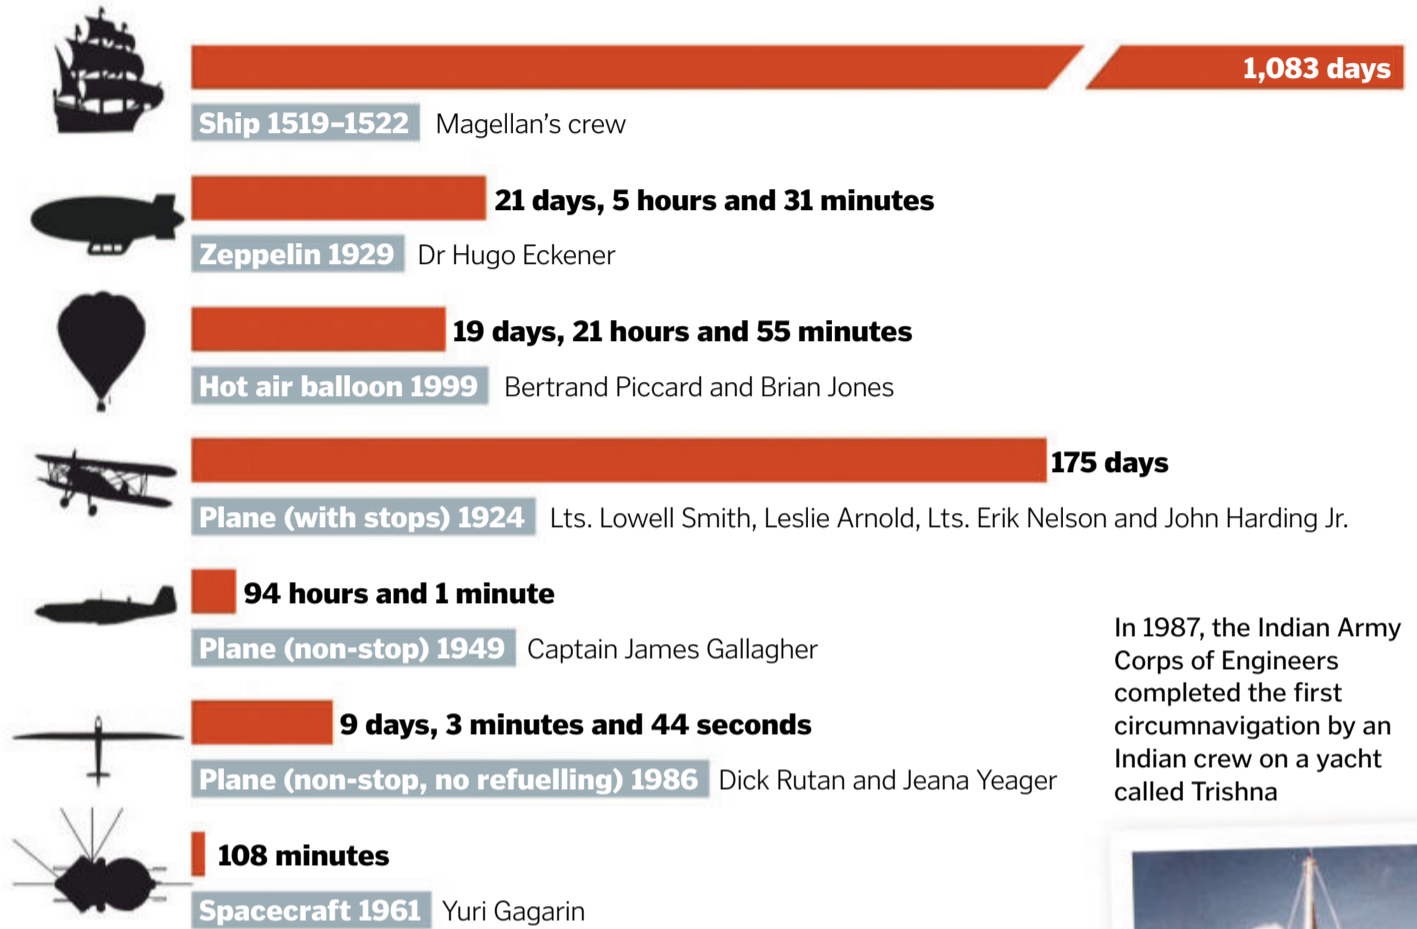 1,083 days
Ship 1519–1522 Magellan's crew
21 days, 5 hours and 31 minutes
Zeppelin 1929 Dr Hugo Eckener
19 days, 21 hours and 55 minutes
Hot air balloon 1999 Bertrand Piccard and Brian Jones
175 days
Plane (with stops) 1924 Lts. Lowell Smith, Leslie Arnold, Lts. Erik Nelson and John Harding Jr.
94 hours and 1 minute
Plane (non-stop) 1949 Captain James Gallagher
9 days, 3 minutes and 44 seconds
Plane (non-stop, no refuelling) 1986 Dick Rutan and Jeana Yeager
108 minutes
Spacecraft 1961 Yuri Gagarin
In 1987, the Indian Army
Corps of Engineers
completed the first
circumnavigation by an
Indian crew on a yacht
called Trishna